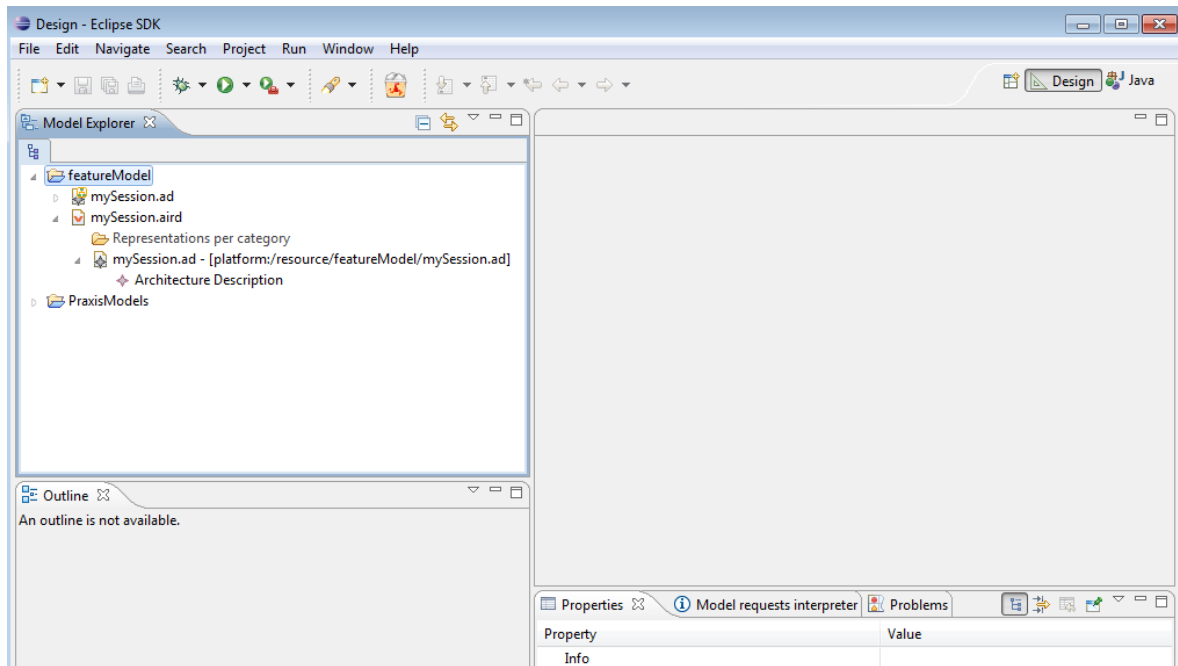 Design - Eclipse SDK
File Edit Navigate Search Project Run Window Help
Design Java
Model Explorer
featureModel
mySession.ad
mySession.aird
Representations per category
mySession.ad - [platform:/resource/featureModel/mySession.ad]
Architecture Description
PraxisModels
Outline
An outline is not available.
Properties Model requests interpreter Problems
Property Value
Info